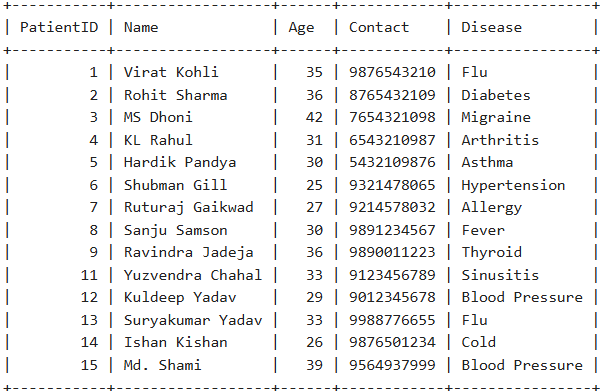 +-----------+------------------+------+------------+----------------+
| PatientID | Name             | Age  | Contact    | Disease        |
+-----------+------------------+------+------------+----------------+
|         1 | Virat Kohli      |   35 | 9876543210 | Flu            |
|         2 | Rohit Sharma     |   36 | 8765432109 | Diabetes       |
|         3 | MS Dhoni         |   42 | 7654321098 | Migraine       |
|         4 | KL Rahul         |   31 | 6543210987 | Arthritis      |
|         5 | Hardik Pandya    |   30 | 5432109876 | Asthma         |
|         6 | Shubman Gill     |   25 | 9321478065 | Hypertension   |
|         7 | Ruturaj Gaikwad  |   27 | 9214578032 | Allergy        |
|         8 | Sanju Samson     |   30 | 9891234567 | Fever          |
|         9 | Ravindra Jadeja  |   36 | 9890011223 | Thyroid        |
|        11 | Yuzvendra Chahal |   33 | 9123456789 | Sinusitis      |
|        12 | Kuldeep Yadav    |   29 | 9012345678 | Blood Pressure |
|        13 | Suryakumar Yadav |   33 | 9988776655 | Flu            |
|        14 | Ishan Kishan     |   26 | 9876501234 | Cold           |
|        15 | Md. Shami        |   39 | 9564937999 | Blood Pressure |
+-----------+------------------+------+------------+----------------+